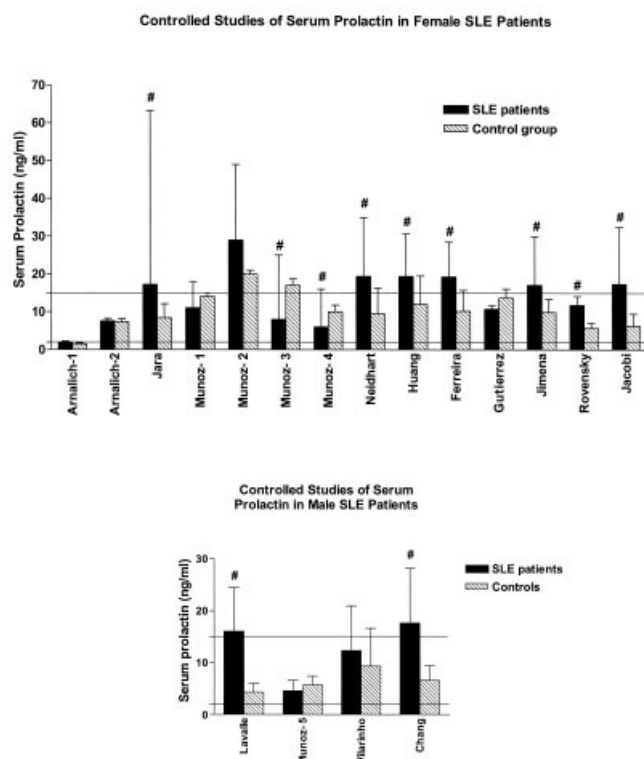 Controlled Studies of Serum Prolactin in Female SLE Patients
70
60
50
40
30
20
10
0
Serum Prolactin (ng/ml)
# # # # # # # # # #
SLE patients
Control group
Arnalich-1
Arnalich-2
Jara
Munoz- 1
Munoz- 2
Munoz- 3
Munoz- 4
Neidhart
Huang
Ferreira
Gutierrez
Jimena
Rovensky
Jacobi
Controlled Studies of Serum
Prolactin in Male SLE Patients
30
20
10
0
Serum prolactin (ng/ml)
# #
SLE patients
Controls
Lavalle
Munoz- 5
Vilarinho
Chang